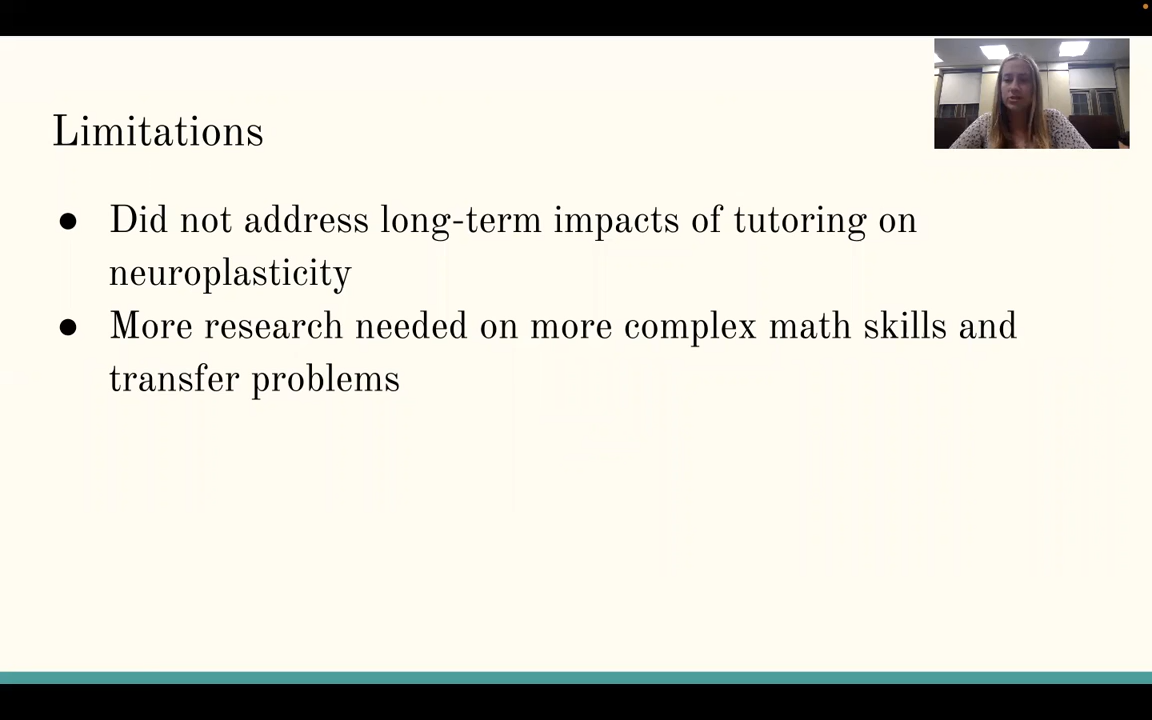 Limitations
● Did not address long-term impacts of tutoring on
neuroplasticity
● More research needed on more complex math skills and
transfer problems